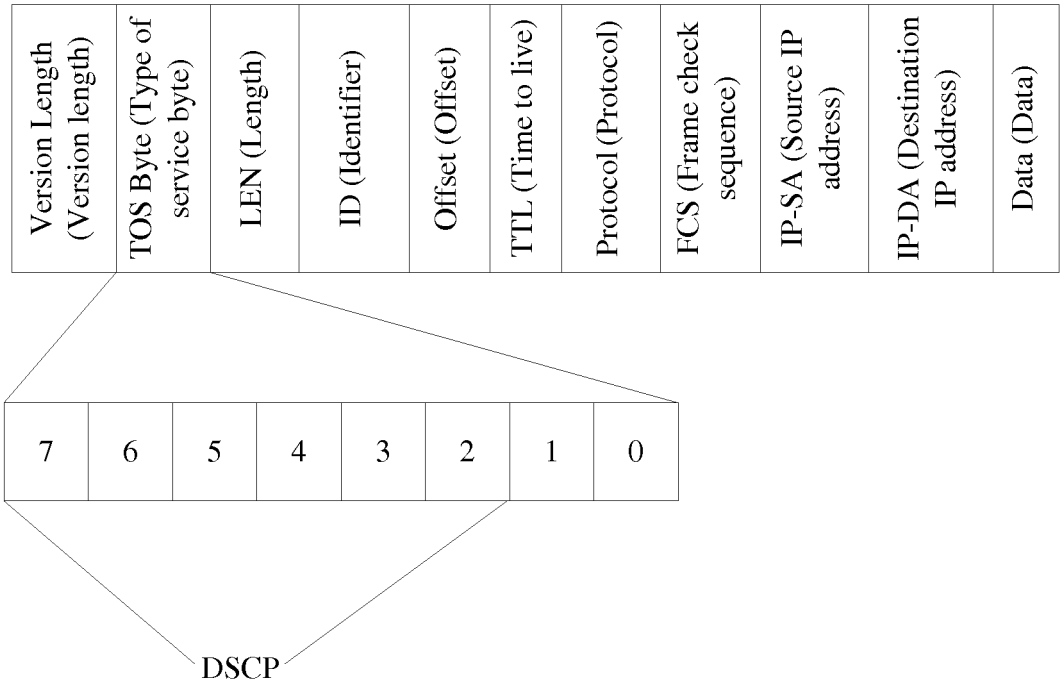 Version Length
(Version length)
TOS Byte (Type of
service byte)
LEN (Length)
ID (Identifier)
Offset (Offset)
TTL (Time to live)
Protocol (Protocol)
FCS (Frame check
sequence)
IP-SA (Source IP
address)
IP-DA (Destination
IP address)
Data (Data)
7 6 5 4 3 2 1 0
DSCP